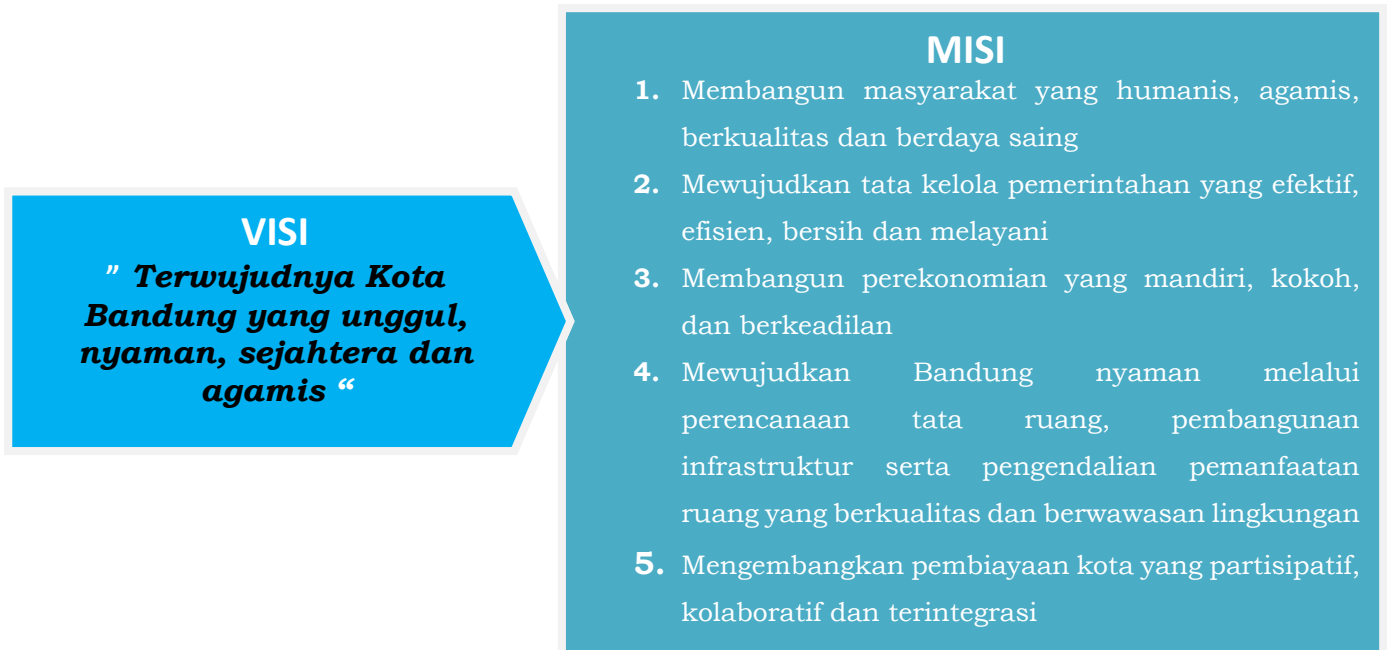 VISI
” Terwujudnya Kota
Bandung yang unggul,
nyaman, sejahtera dan
agamis “
MISI
1. Membangun masyarakat yang humanis, agamis,
berkualitas dan berdaya saing
2. Mewujudkan tata kelola pemerintahan yang efektif,
efisien, bersih dan melayani
3. Membangun perekonomian yang mandiri, kokoh,
dan berkeadilan
4. Mewujudkan Bandung nyaman melalui
perencanaan tata ruang, pembangunan
infrastruktur serta pengendalian pemanfaatan
ruang yang berkualitas dan berwawasan lingkungan
5. Mengembangkan pembiayaan kota yang partisipatif,
kolaboratif dan terintegrasi